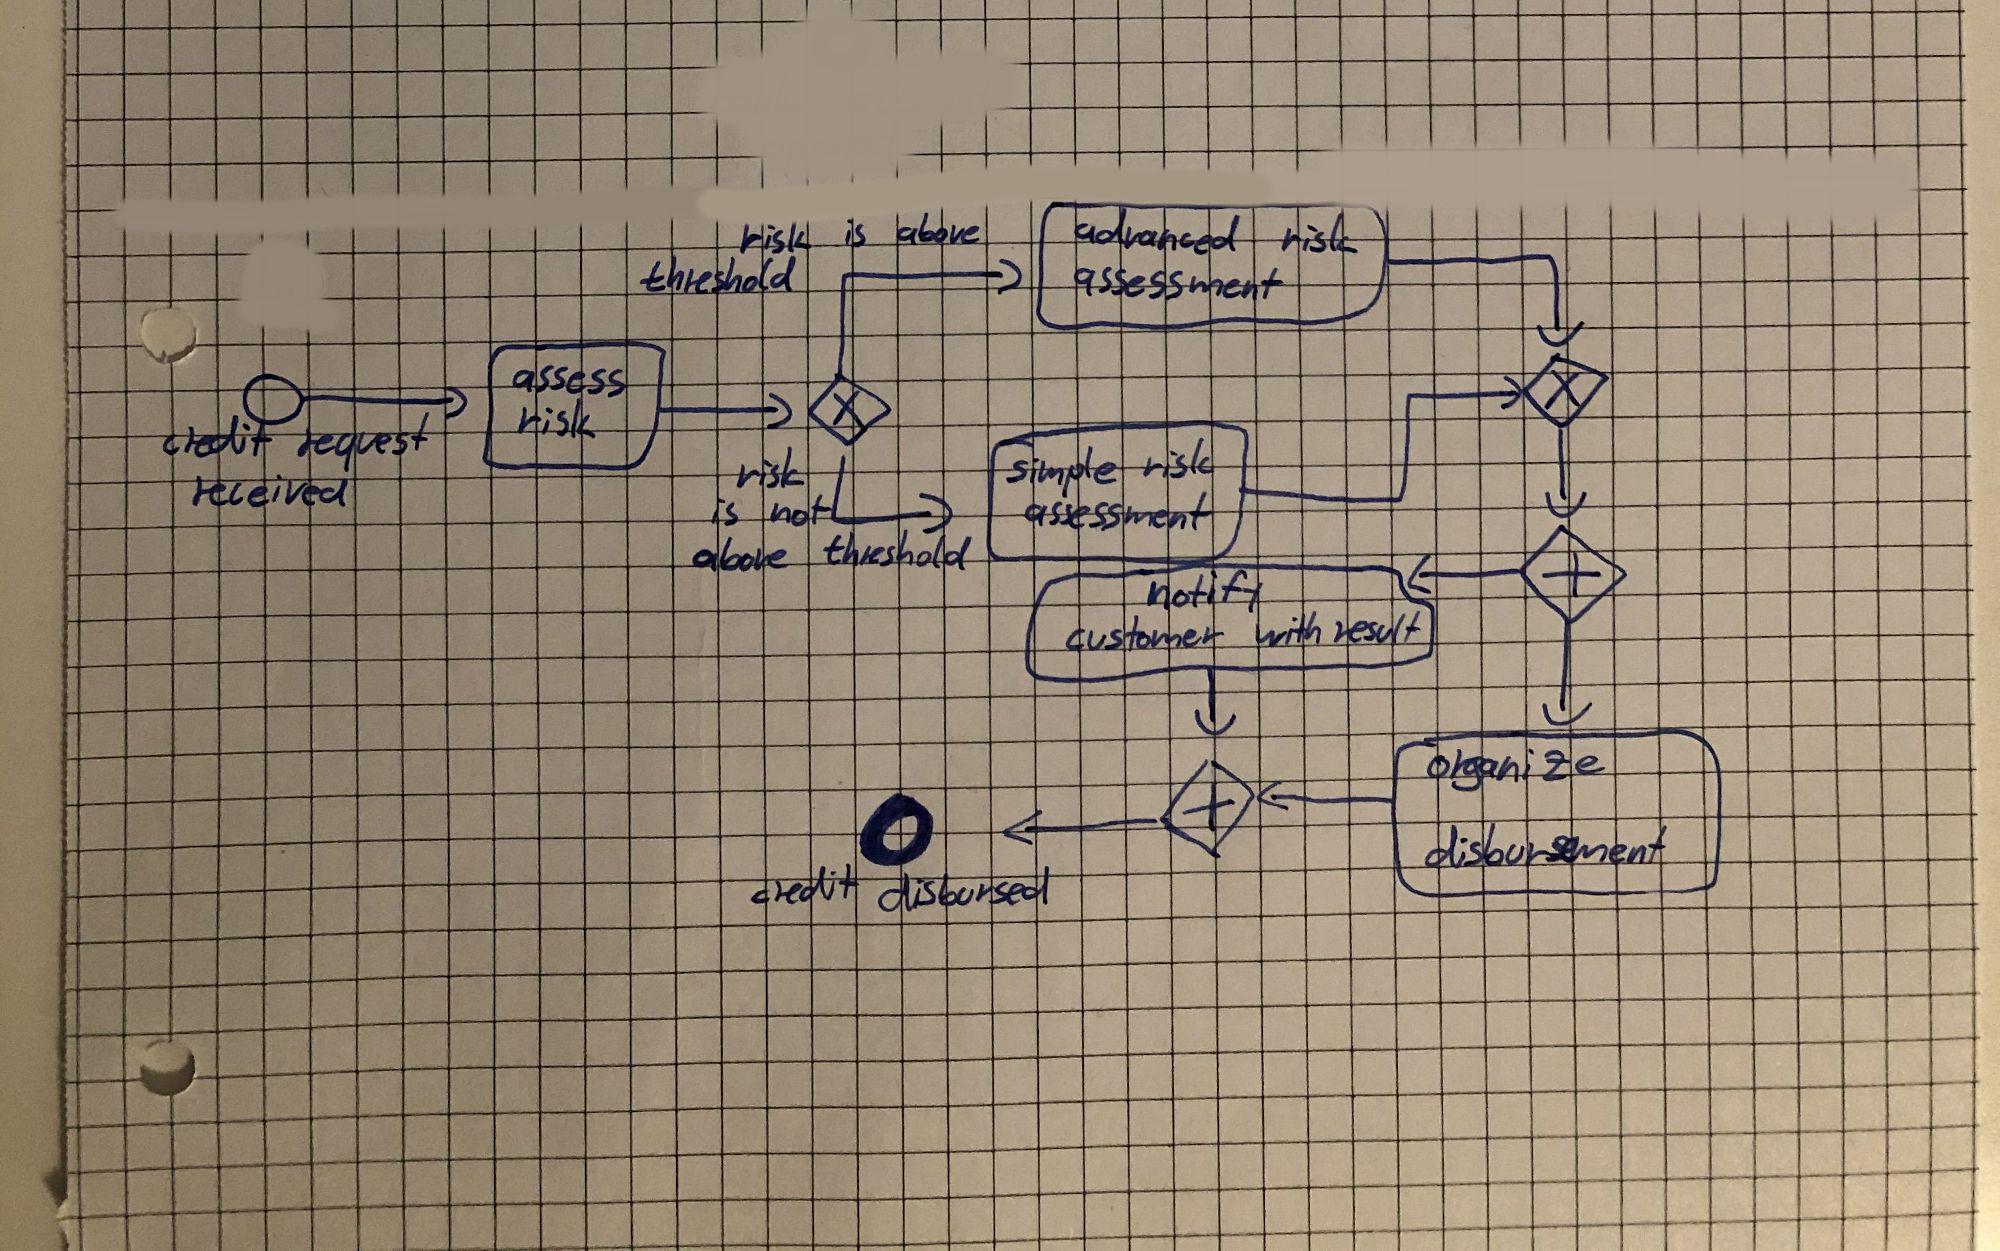 risk is above
threshold
advanced risk
assessment
assess
risk
credit request
received
risk
is not
above threshold
simple risk
assessment
notify
customer with result
organize
disbursement
credit disbursed